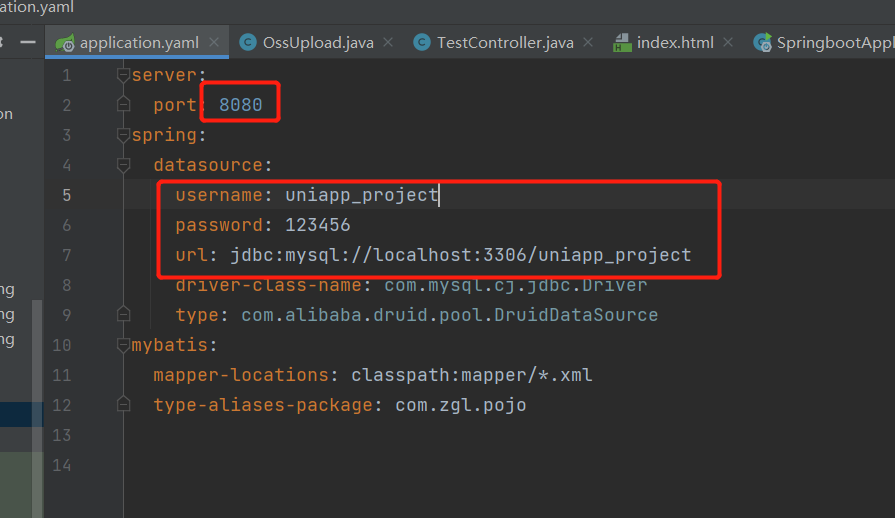 cation.yaml
application.yaml OssUpload.java TestController.java index.html SpringbootAppl
1 server:
2 port: 8080
on
3 spring:
4 datasource:
5 username: uniapp_project
6 password: 123456
7 url: jdbc:mysql://localhost:3306/uniapp_project
8 driver-class-name: com.mysql.cj.jdbc.Driver
ng
9 type: com.alibaba.druid.pool.DruidDataSource
ng
10 mybatis:
ng
11 mapper-locations: classpath:mapper/*.xml
12 type-aliases-package: com.zgl.pojo
13
14